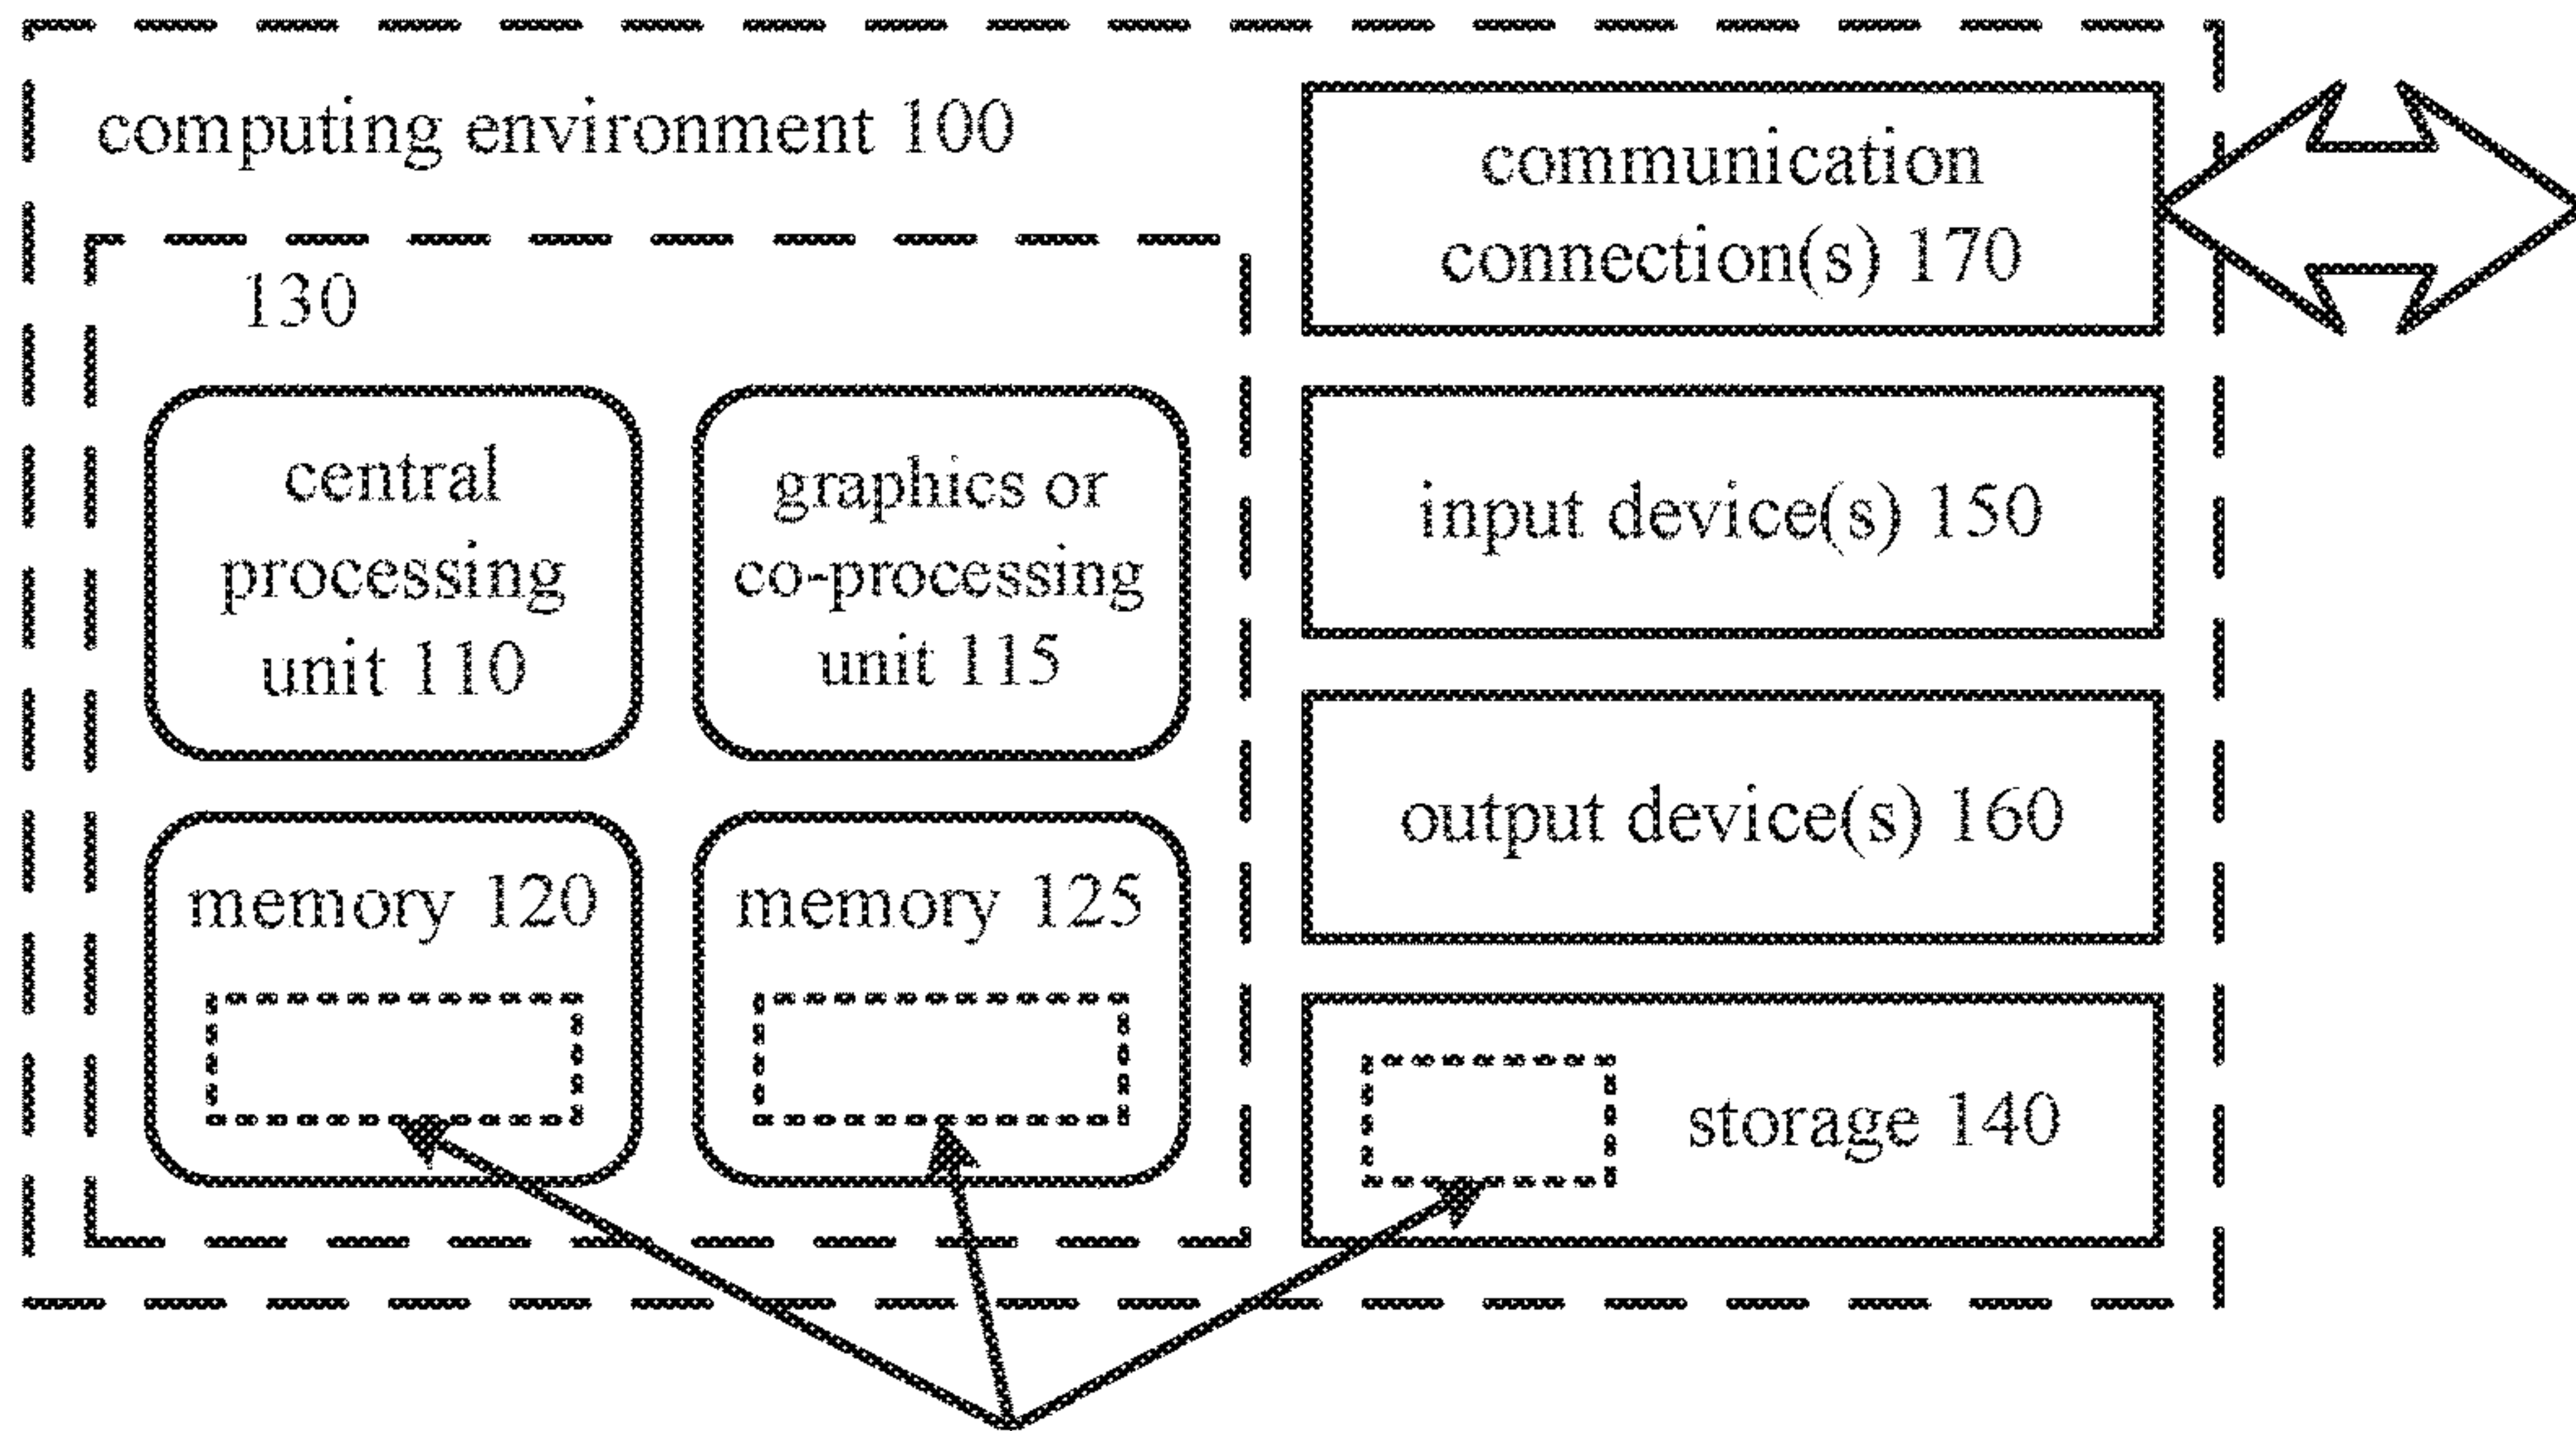 computing environment 100
130
central
processing
unit 110
graphics or
co-processing
unit 115
memory 120
memory 125
communication
connection(s) 170
input device(s) 150
output device(s) 160
storage 140